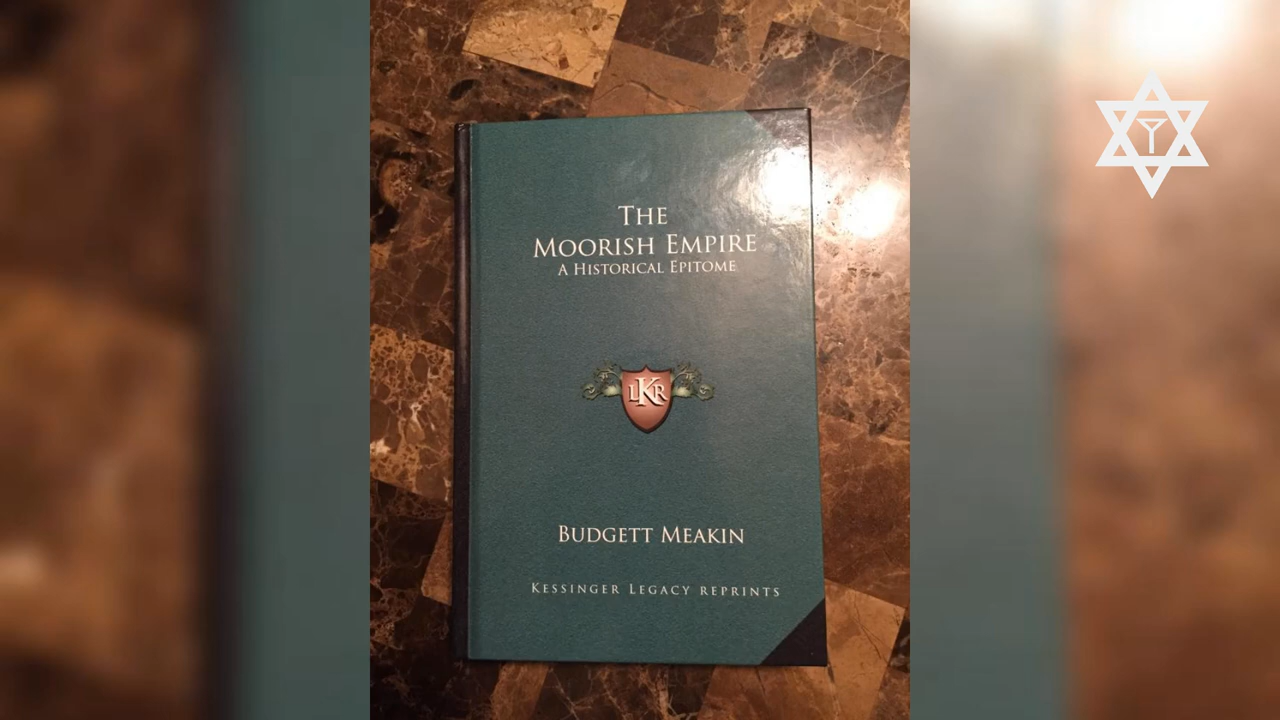 THE
MOORISH EMPIRE
A HISTORICAL EPITOME
LKR
BUDGETT MEAKIN
KESSINGER LEGACY REPRINTS